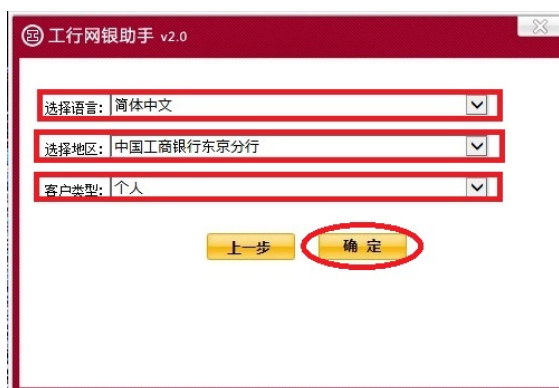 工行网银助手 v2.0
选择语言: 简体中文
选择地区: 中国工商银行东京分行
客户类型: 个人
上一步 确 定